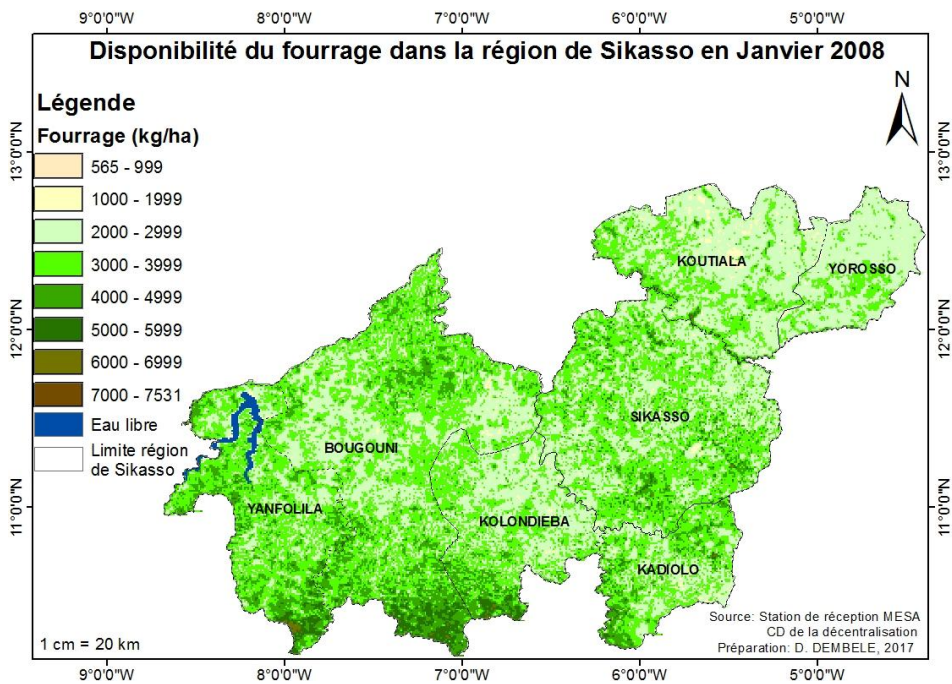 9°0'0"W 8°0'0"W 7°0'0"W 6°0'0"W 5°0'0"W
Disponibilité du fourrage dans la région de Sikasso en Janvier 2008
N
Légende
Fourrage (kg/ha)
565 - 999
1000 - 1999
2000 - 2999
3000 - 3999
4000 - 4999
5000 - 5999
6000 - 6999
7000 - 7531
Eau libre
Limite région
de Sikasso
13°0'0"N
12°0'0"N
11°0'0"N
13°0'0"N
12°0'0"N
11°0'0"N
KOUTIALA
YOROSSO
SIKASSO
BOUGOUNI
YANFOLILA
KOLONDIEBA
KADIOLO
Source: Station de réception MESA
CD de la décentralisation
Préparation: D. DEMBELE, 2017
1 cm = 20 km
9°0'0"W 8°0'0"W 7°0'0"W 6°0'0"W 5°0'0"W